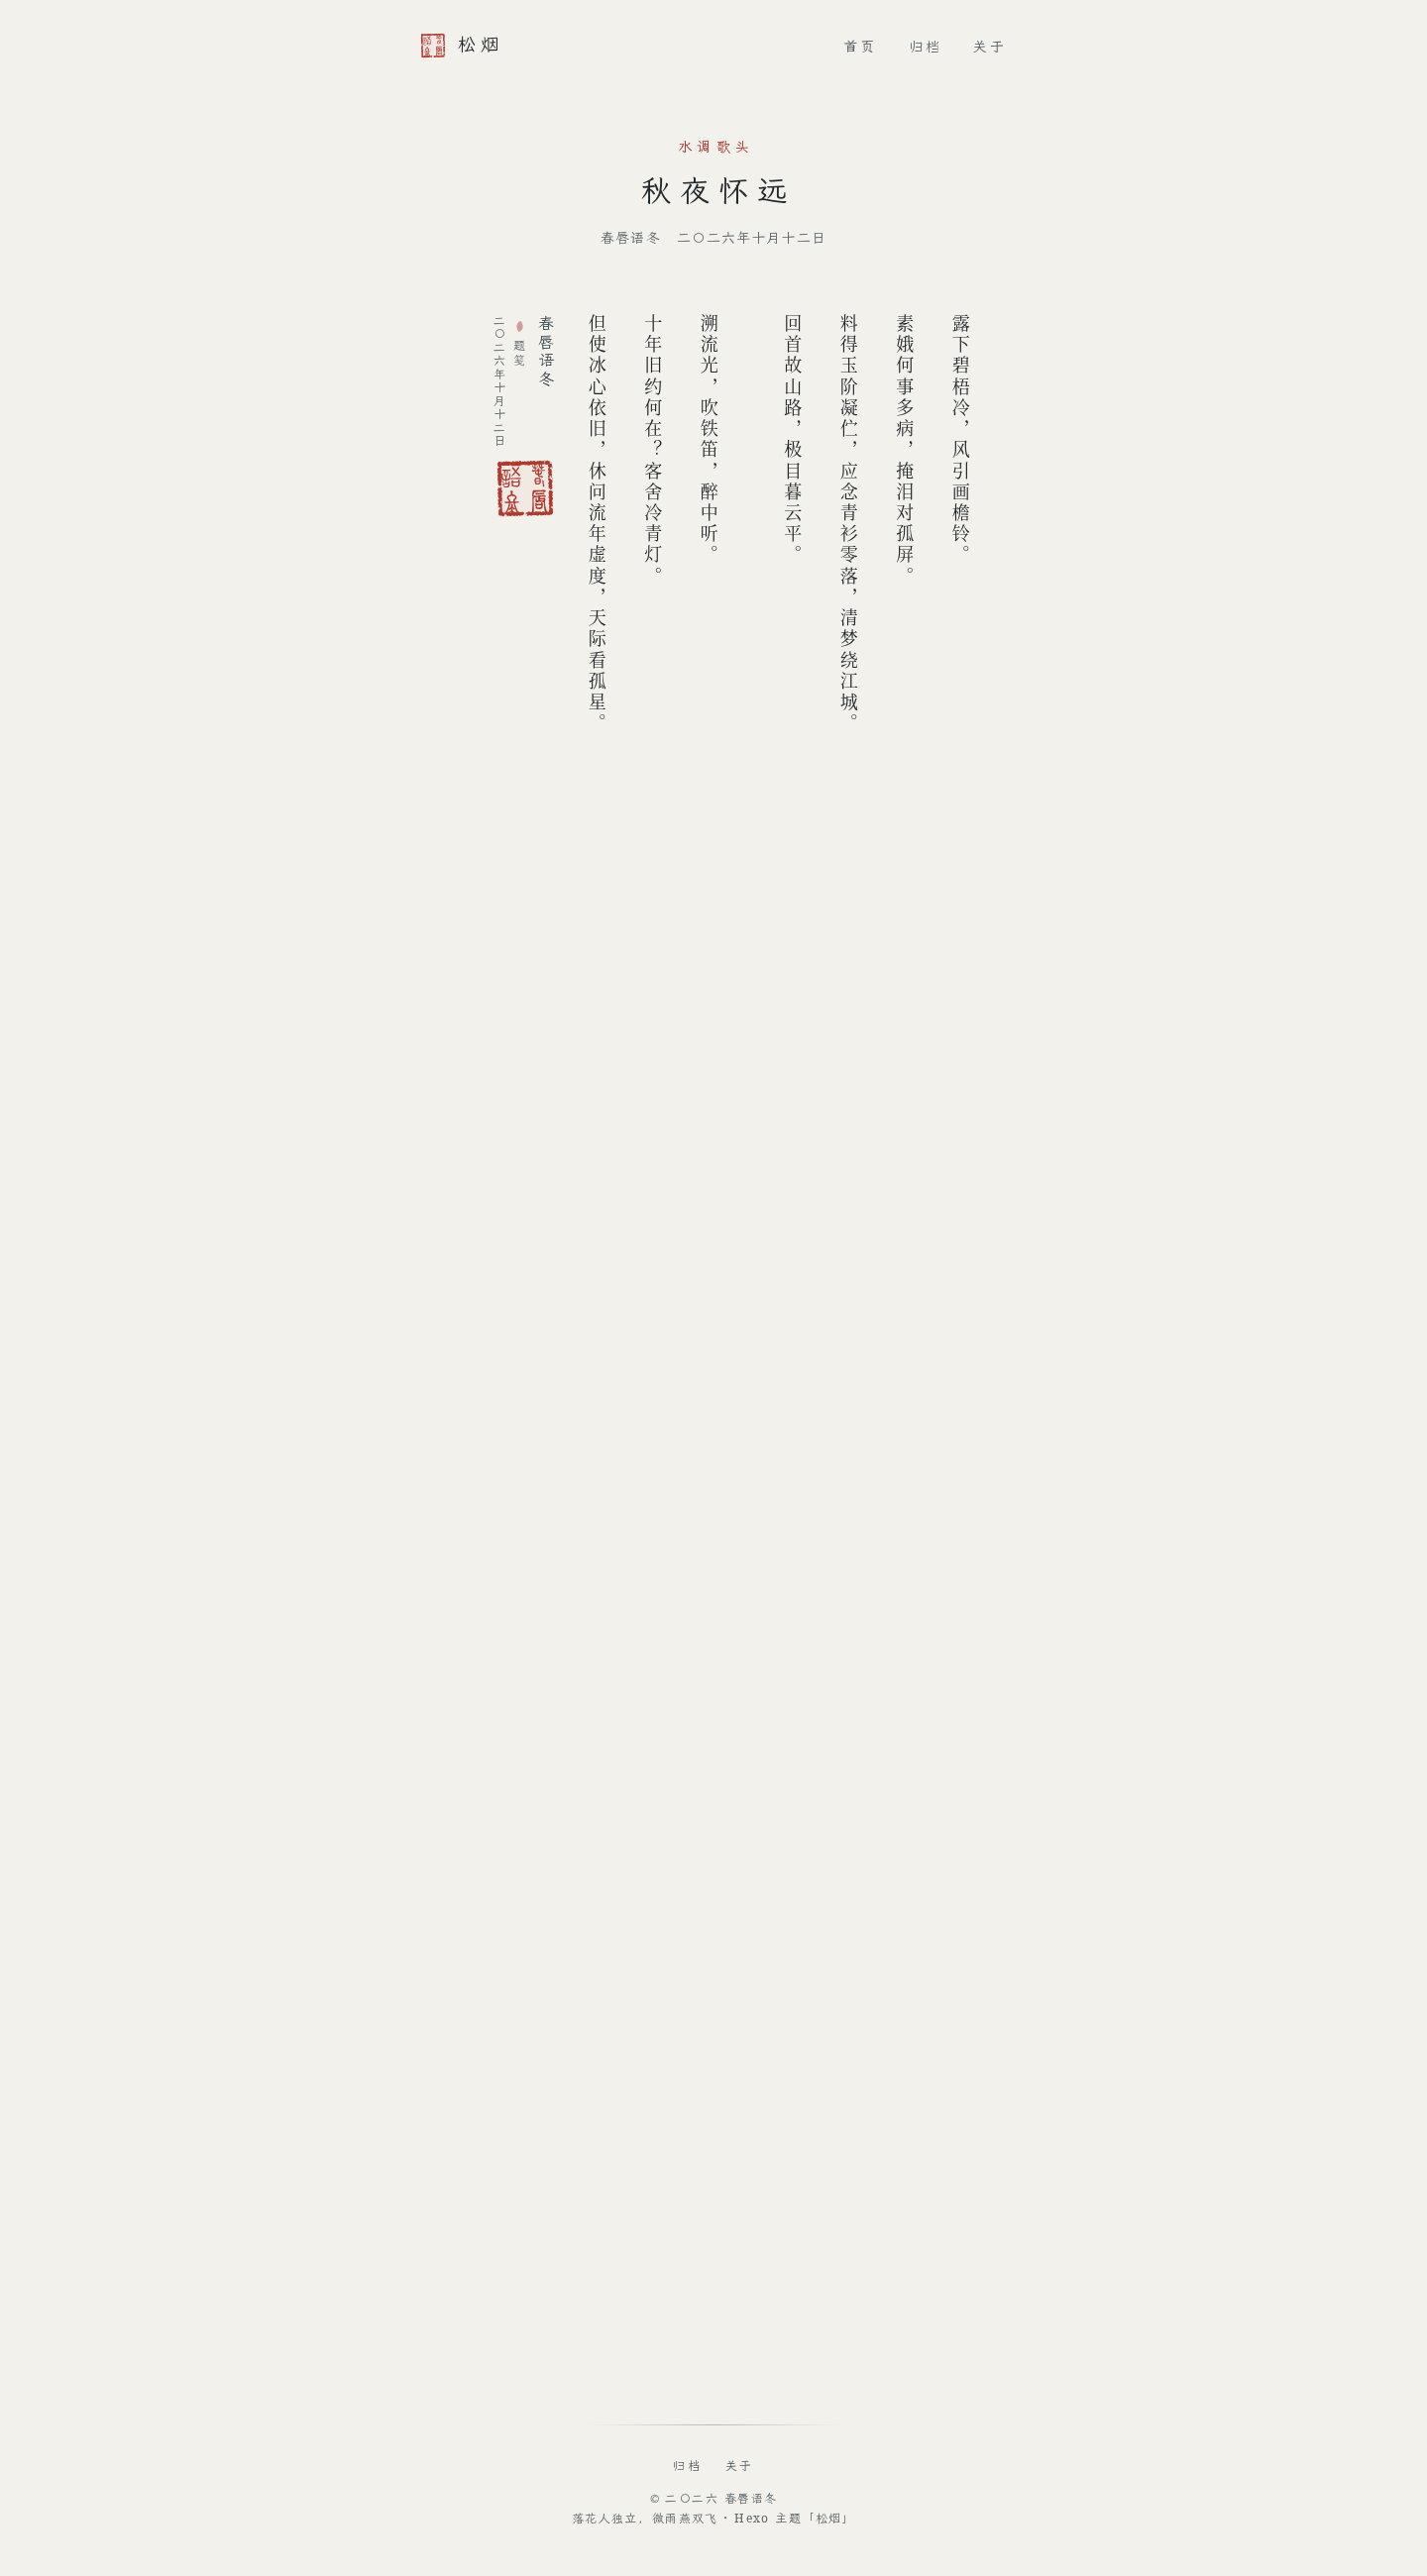 松烟
首页 归档 关于
水调歌头
秋夜怀远
春唇语冬 二〇二六年十月十二日
露下碧梧冷，风引画檐铃。
素娥何事多病，掩泪对孤屏。
料得玉阶凝伫，应念青衫零落，清梦绕江城。
回首故山路，极目暮云平。
溯流光，吹铁笛，醉中听。
十年旧约何在？客舍冷青灯。
但使冰心依旧，休问流年虚度，天际看孤星。
春唇语冬
题笺
二〇二六年十月十二日
春唇語冬
归档 关于
© 二〇二六 春唇语冬
落花人独立，微雨燕双飞 · Hexo 主题「松烟」